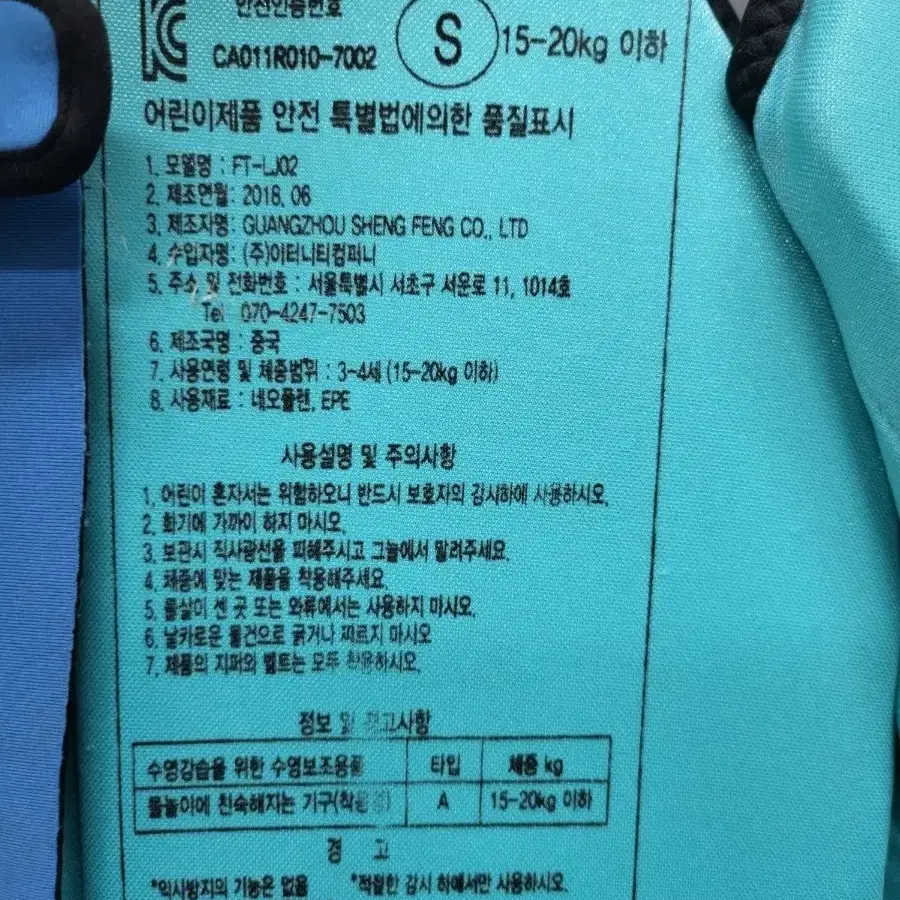 안전인증번호
CA011R010-7002
S
15-20kg 이하
어린이제품 안전 특별법에의한 품질표시
1. 모델명 : FT-LJ02
2. 제조연월: 2018. 06
3. 제조자명: GUANGZHOU SHENG FENG CO., LTD
4. 수입자명: (주)이터니티컴퍼니
5. 주소 및 전화번호 : 서울특별시 서초구 서운로 11, 1014호
Tel 070-4247-7503
6. 제조국명 : 중국
7. 사용연령 및 체중범위 : 3-4세 (15-20kg 이하)
8. 사용재료 : 네오플렌, EPE
사용설명 및 주의사항
1. 어린이 혼자서는 위험하오니 반드시 보호자의 감시하에 사용하시오.
2. 화기에 가까이 하지 마시오.
3. 보관시 직사광선을 피해주시고 그늘에서 말려주세요.
4. 체중에 맞는 제품을 착용해주세요.
5. 물살이 센 곳 또는 와류에서는 사용하지 마시오.
6. 날카로운 물건으로 긁거나 찌르지 마시오
7. 제품의 지퍼와 벨트는 모두 착용하시오.
정보 및 경고사항
수영강습을 위한 수영보조용품 타입 체중 kg
물놀이에 친숙해지는 기구(착용) A 15-20kg 이하
경 고
*익사방지의 기능은 없음 *적절한 감시 하에서만 사용하시오.